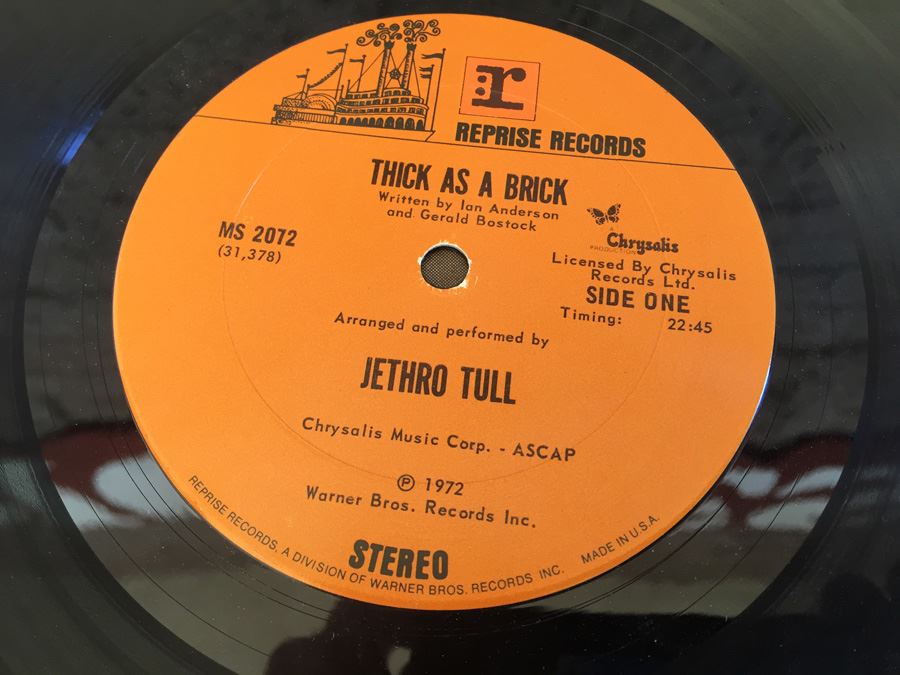 r
REPRISE RECORDS
THICK AS A BRICK
Written by Ian Anderson
and Gerald Bostock
MS 2072
(31,378)
A
Chrysalis
PRODUCTION
Licensed By Chrysalis
Records Ltd.
SIDE ONE
Timing: 22:45
Arranged and performed by
JETHRO TULL
Chrysalis Music Corp. - ASCAP
℗ 1972
Warner Bros. Records Inc.
STEREO
REPRISE RECORDS, A DIVISION OF WARNER BROS. RECORDS INC. MADE IN U.S.A.